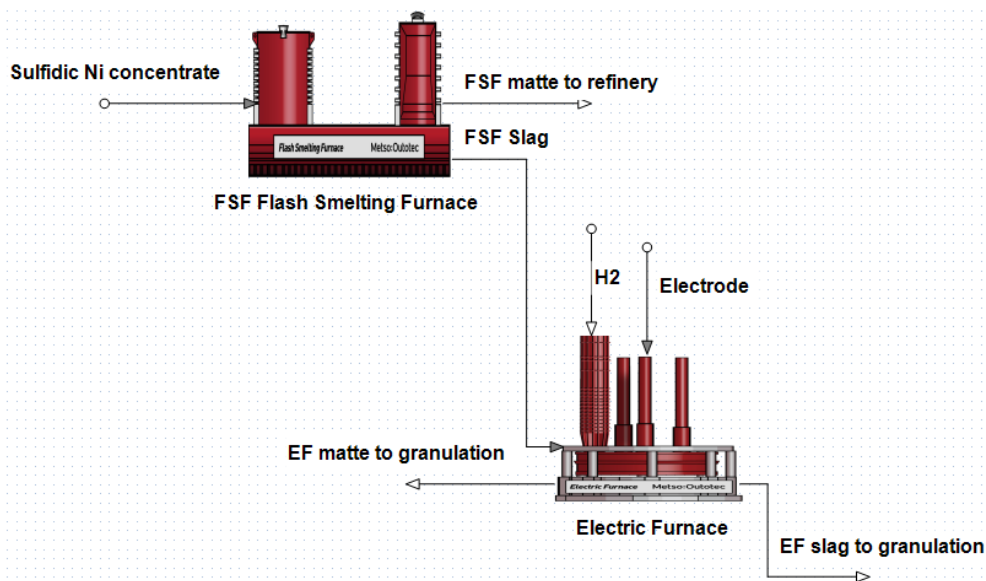 Sulfidic Ni concentrate
FSF matte to refinery
FSF Slag
Flash Smelting Furnace Metso:Outotec
FSF Flash Smelting Furnace
H2
Electrode
EF matte to granulation
Electric Furnace Metso:Outotec
Electric Furnace
EF slag to granulation